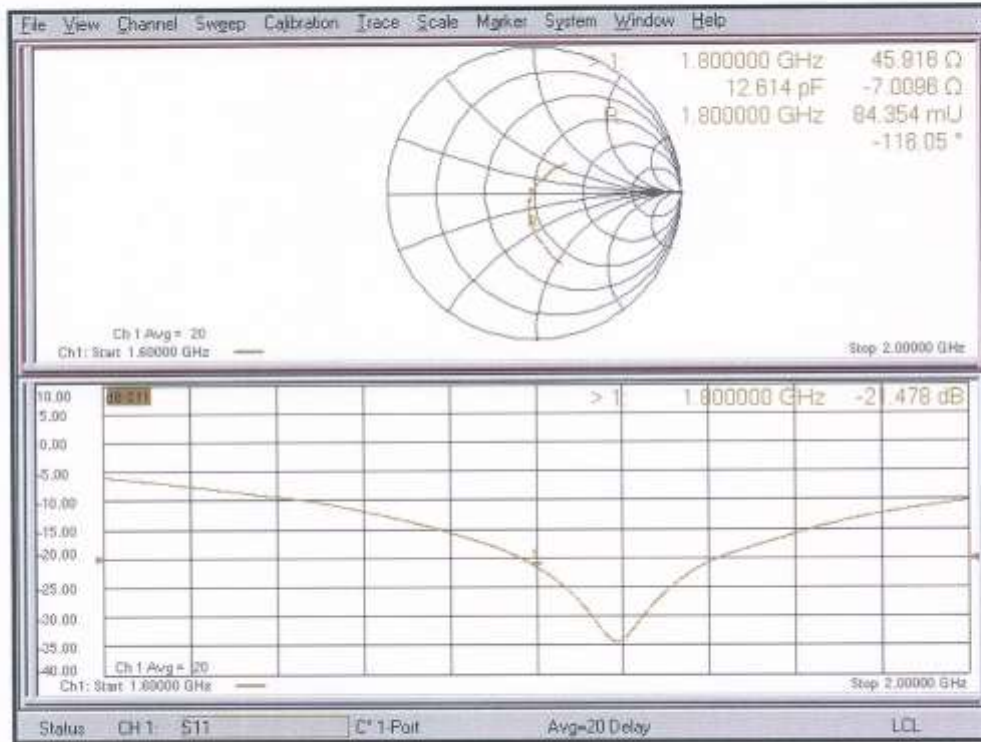 File View Channel Sweep Calibration Trace Scale Marker System Window Help
> 1 1.800000 GHz 45.918 Ω
12.614 pF -7.0096 Ω
1.800000 GHz 84.354 mU
-118.05 °
Ch 1 Avg = 20
Ch1: Start 1.60000 GHz
Stop 2.00000 GHz
10.00
dB S11
> 1 1.800000 GHz -21.478 dB
5.00
0.00
-5.00
-10.00
-15.00
-20.00
1
-25.00
-30.00
-35.00
-40.00
Ch 1 Avg = 20
Ch1: Start 1.60000 GHz
Stop 2.00000 GHz
Status CH 1: S11 C* 1-Port Avg=20 Delay LCL